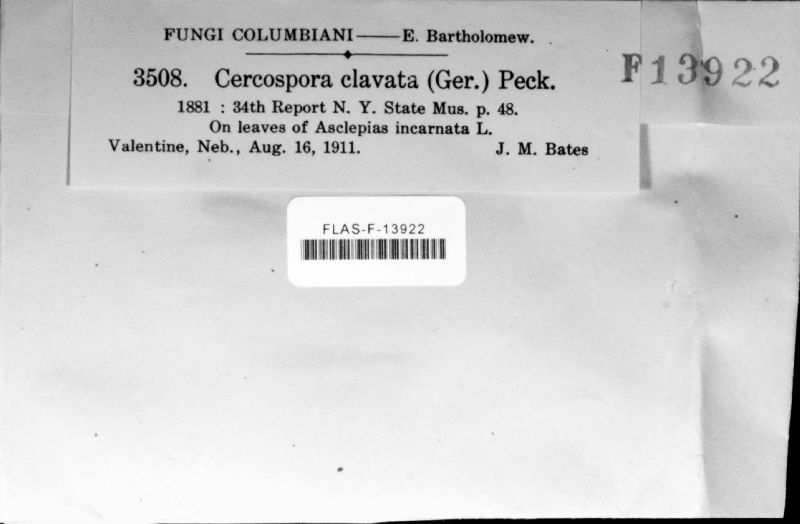 FUNGI COLUMBIANI——E. Bartholomew.
3508. Cercospora clavata (Ger.) Peck.
1881 : 34th Report N. Y. State Mus. p. 48.
On leaves of Asclepias incarnata L.
Valentine, Neb., Aug. 16, 1911. J. M. Bates
F13922
FLAS-F-13922